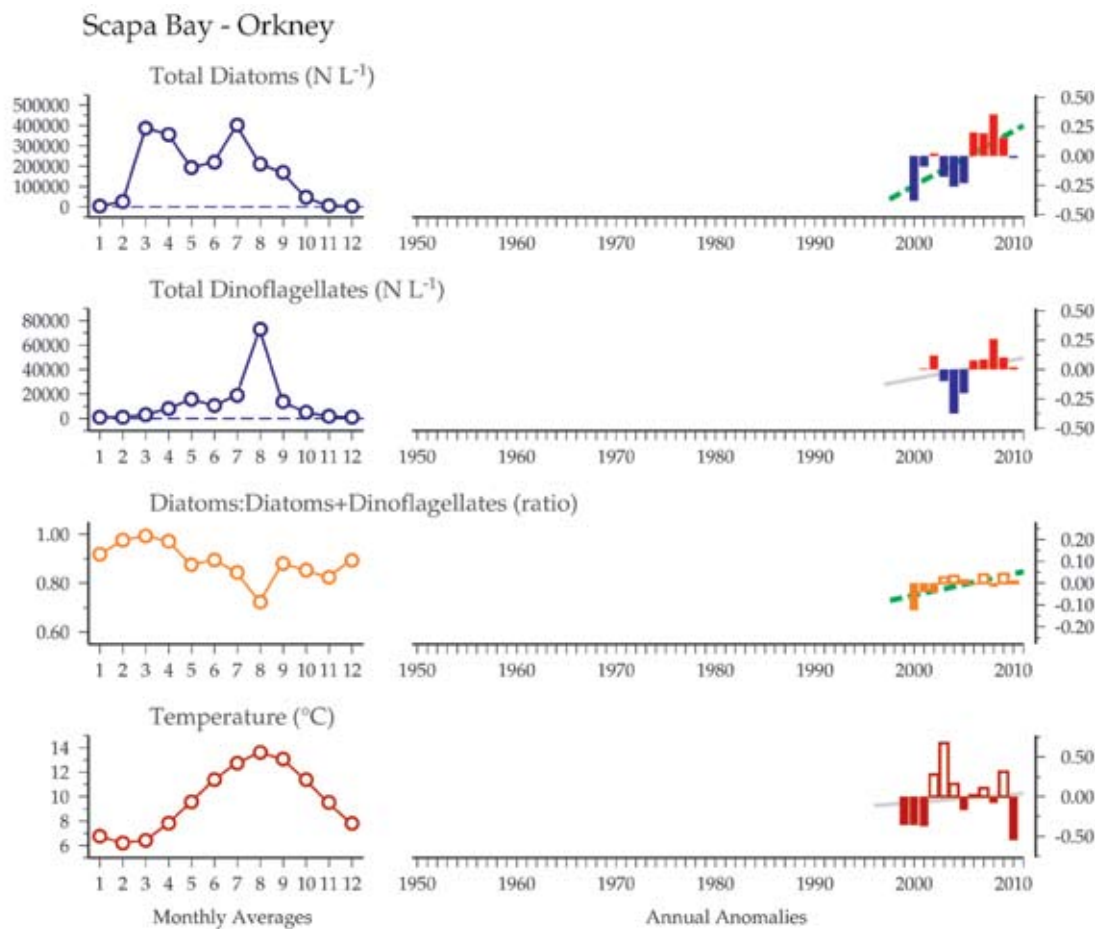 Scapa Bay - Orkney
Total Diatoms (N L⁻¹)
500000
400000
300000
200000
100000
0
1 2 3 4 5 6 7 8 9 10 11 12
1950 1960 1970 1980 1990 2000 2010
0.50
0.25
0.00
-0.25
-0.50
Total Dinoflagellates (N L⁻¹)
80000
60000
40000
20000
0
1 2 3 4 5 6 7 8 9 10 11 12
1950 1960 1970 1980 1990 2000 2010
0.50
0.25
0.00
-0.25
-0.50
Diatoms:Diatoms+Dinoflagellates (ratio)
1.00
0.80
0.60
1 2 3 4 5 6 7 8 9 10 11 12
1950 1960 1970 1980 1990 2000 2010
0.20
0.10
0.00
-0.10
-0.20
Temperature (°C)
14
12
10
8
6
1 2 3 4 5 6 7 8 9 10 11 12
1950 1960 1970 1980 1990 2000 2010
0.50
0.00
-0.50
Monthly Averages
Annual Anomalies